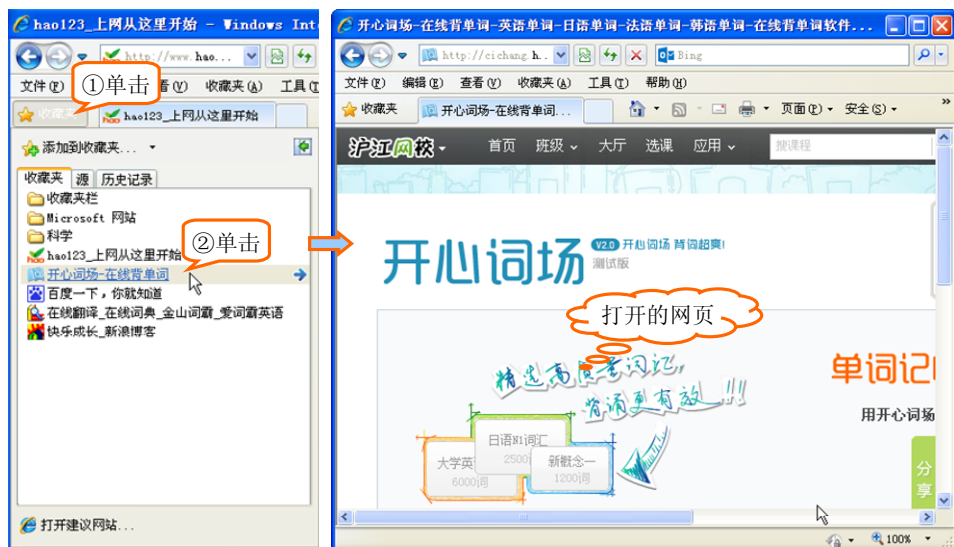 hao123_上网从这里开始 - Windows Int
http://www.hao...
①单击
文件(F)
看(V)
收藏夹(A)
工具(T
收藏夹
hao123_上网从这里开始
添加到收藏夹...
收藏夹
源
历史记录
收藏夹栏
Microsoft 网站
科学
②单击
hao123_上网从这里开始
开心词场-在线背单词
百度一下，你就知道
在线翻译_在线词典_金山词霸_爱词霸英语
快乐成长_新浪博客
打开建议网站...
开心词场-在线背单词-英语单词-日语单词-法语单词-韩语单词-在线背单词软件...
http://cichang.h..
Bing
文件(F) 编辑(E) 查看(V) 收藏夹(A) 工具(T) 帮助(H)
收藏夹
开心词场-在线背单词...
页面(P)
安全(S)
»
沪江网校
首页 班级 大厅 选课 应用
搜课程
开心词场
V2.0 开心词场 背词超爽!
测试版
打开的网页
精选高质量词汇,
背诵更有效!!!
单词记
用开心词场
日语N1词汇
2500词
大学英
6000词
新概念一
1200词
分
享
100%